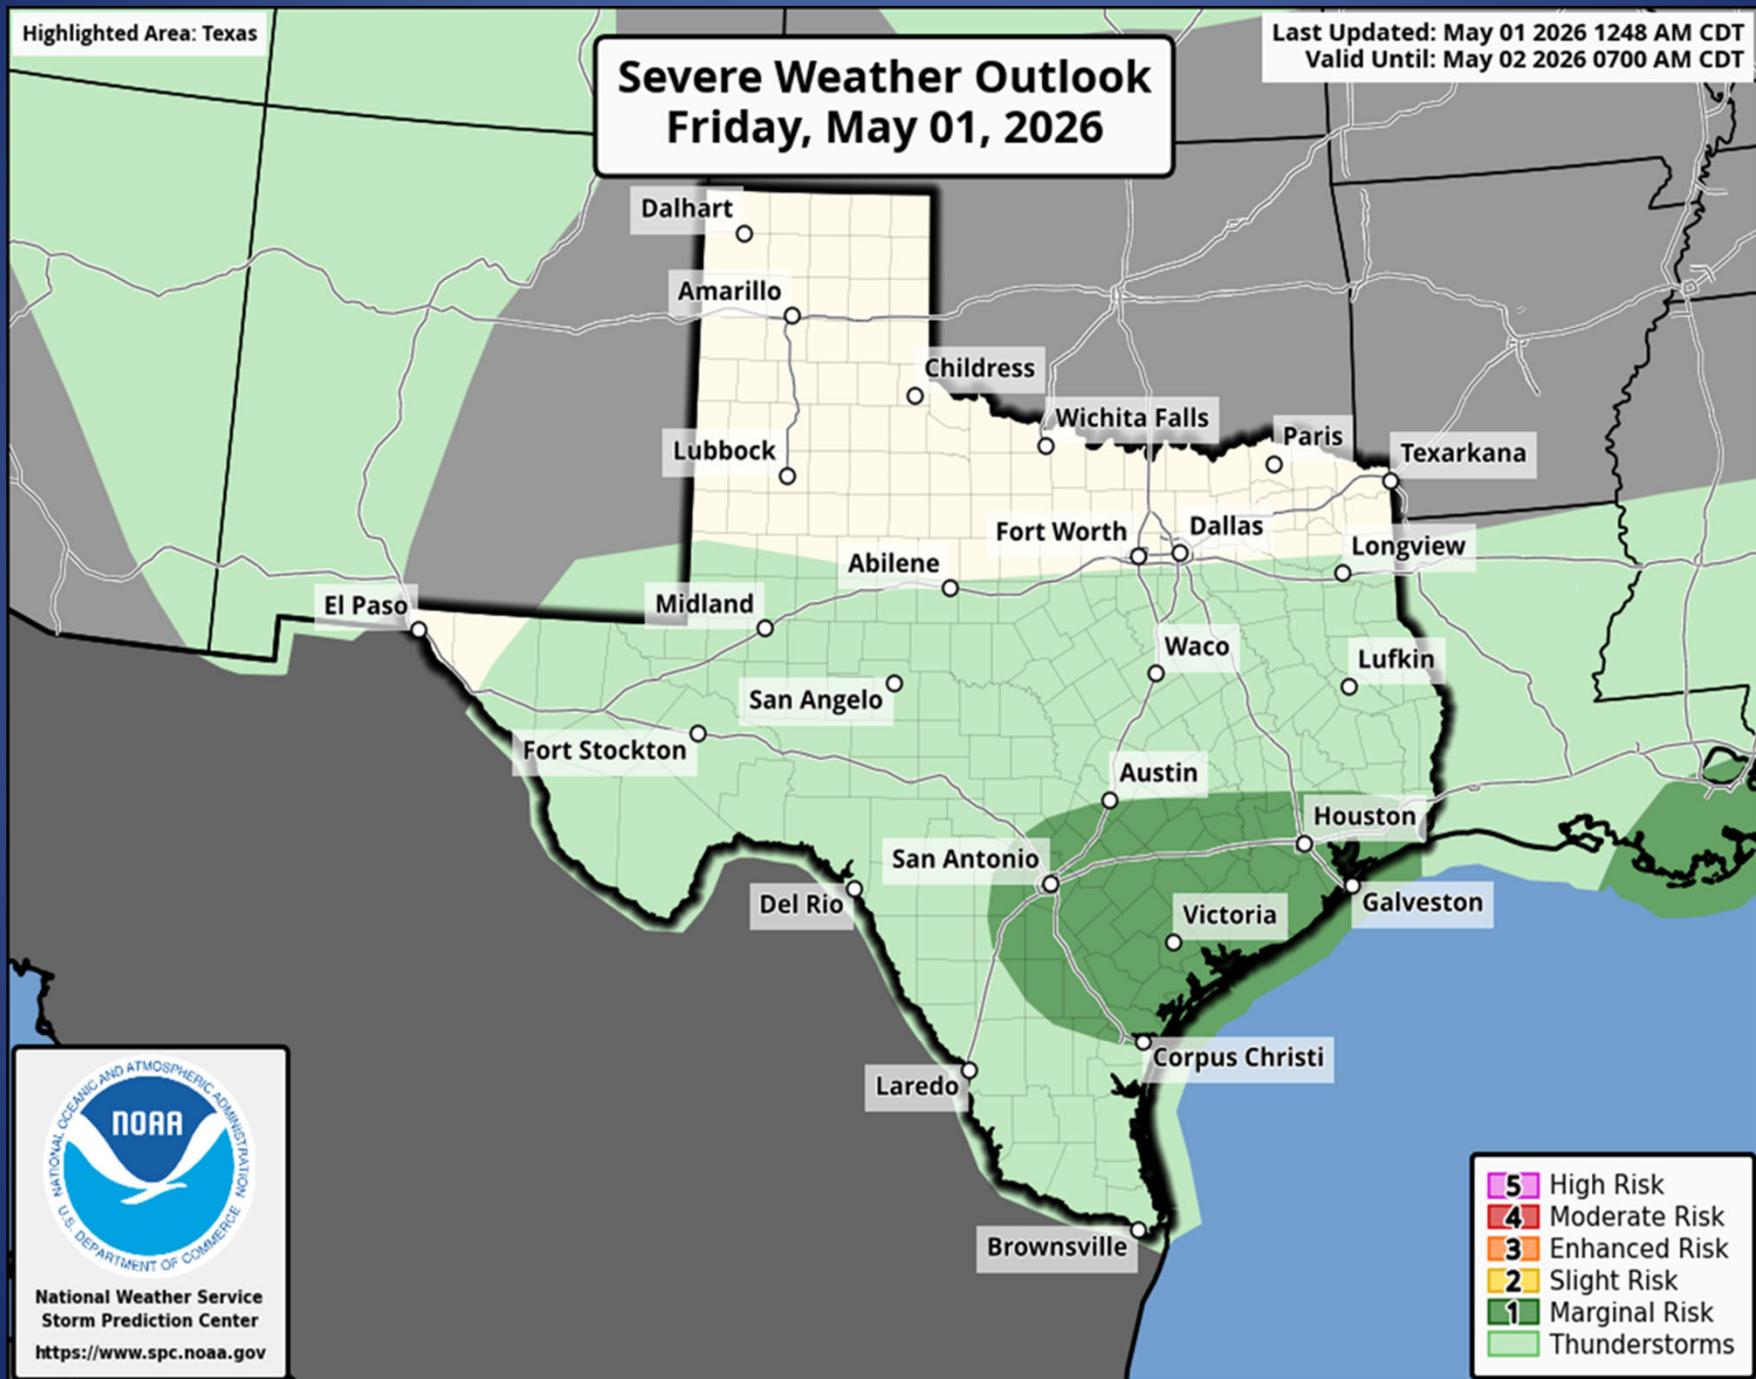 Highlighted Area: Texas
Severe Weather Outlook
Friday, May 01, 2026
Last Updated: May 01 2026 1248 AM CDT
Valid Until: May 02 2026 0700 AM CDT
Dalhart
Amarillo
Childress
Wichita Falls
Paris
Texarkana
Lubbock
Fort Worth
Dallas
Longview
Abilene
El Paso
Midland
Waco
Lufkin
San Angelo
Fort Stockton
Austin
Houston
San Antonio
Del Rio
Victoria
Galveston
Corpus Christi
Laredo
Brownsville
NATIONAL OCEANIC AND ATMOSPHERIC ADMINISTRATION
NOAA
U.S. DEPARTMENT OF COMMERCE
National Weather Service
Storm Prediction Center
https://www.spc.noaa.gov
5 High Risk
4 Moderate Risk
3 Enhanced Risk
2 Slight Risk
1 Marginal Risk
Thunderstorms